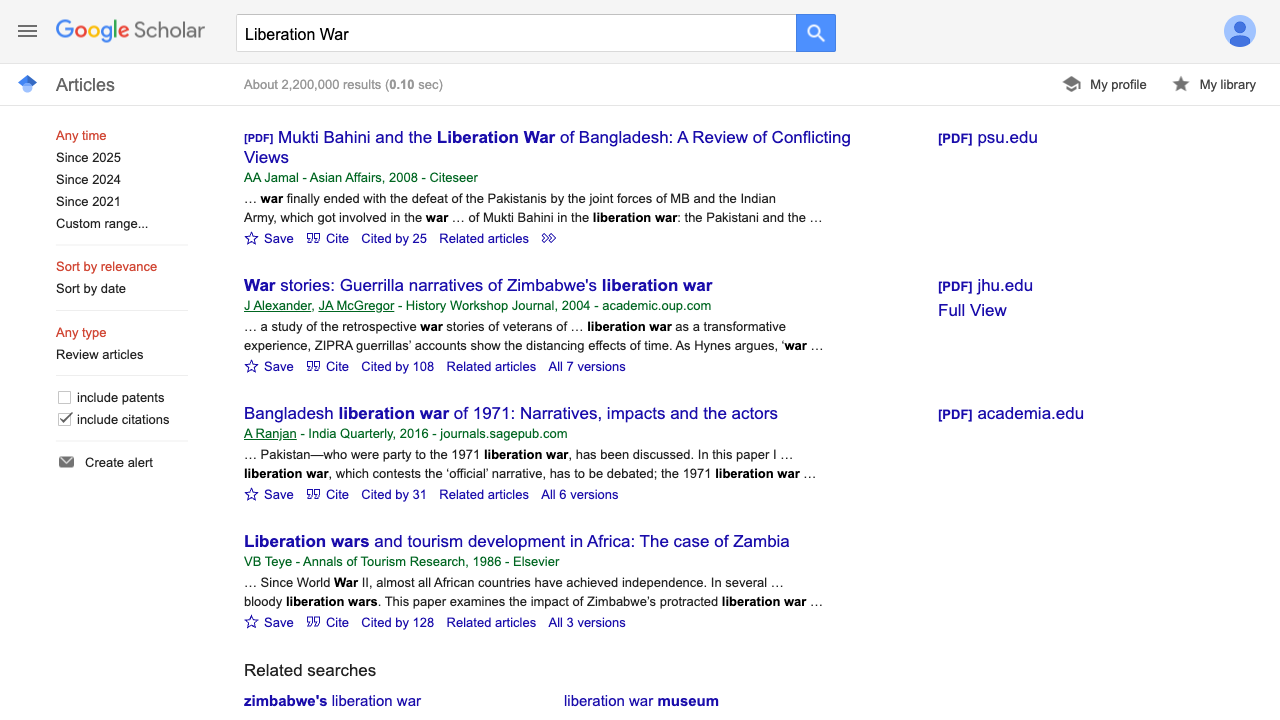 Google Scholar
Liberation War
Articles
About 2,200,000 results (0.10 sec)
My profile
My library
Any time
Since 2025
Since 2024
Since 2021
Custom range...
Sort by relevance
Sort by date
Any type
Review articles
include patents
include citations
Create alert
[PDF] Mukti Bahini and the Liberation War of Bangladesh: A Review of Conflicting
Views
AA Jamal - Asian Affairs, 2008 - Citeseer
… war finally ended with the defeat of the Pakistanis by the joint forces of MB and the Indian
Army, which got involved in the war … of Mukti Bahini in the liberation war: the Pakistani and the …
Save Cite Cited by 25 Related articles
[PDF] psu.edu
War stories: Guerrilla narratives of Zimbabwe's liberation war
J Alexander, JA McGregor - History Workshop Journal, 2004 - academic.oup.com
… a study of the retrospective war stories of veterans of … liberation war as a transformative
experience, ZIPRA guerrillas’ accounts show the distancing effects of time. As Hynes argues, ‘war …
Save Cite Cited by 108 Related articles All 7 versions
[PDF] jhu.edu
Full View
Bangladesh liberation war of 1971: Narratives, impacts and the actors
A Ranjan - India Quarterly, 2016 - journals.sagepub.com
… Pakistan—who were party to the 1971 liberation war, has been discussed. In this paper I …
liberation war, which contests the ‘official’ narrative, has to be debated; the 1971 liberation war …
Save Cite Cited by 31 Related articles All 6 versions
[PDF] academia.edu
Liberation wars and tourism development in Africa: The case of Zambia
VB Teye - Annals of Tourism Research, 1986 - Elsevier
… Since World War II, almost all African countries have achieved independence. In several …
bloody liberation wars. This paper examines the impact of Zimbabwe’s protracted liberation war …
Save Cite Cited by 128 Related articles All 3 versions
Related searches
zimbabwe's liberation war
liberation war museum